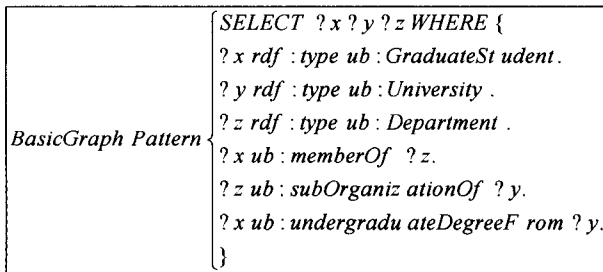 SELECT ?x ?y ?z WHERE {
?x rdf :type ub:GraduateSt udent.
?y rdf :type ub:University .
?z rdf :type ub:Department .
BasicGraph Pattern
?x ub:memberOf ?z.
?z ub:subOrganiz ationOf ?y.
?x ub:undergradu ateDegreeF rom ?y.
}